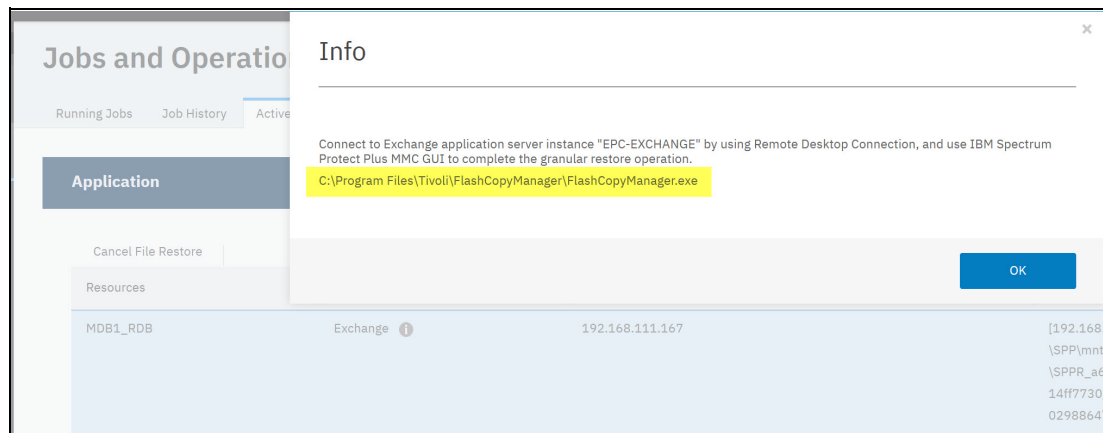 Jobs and Operatio
Info
Running Jobs Job History Active
Connect to Exchange application server instance "EPC-EXCHANGE" by using Remote Desktop Connection, and use IBM Spectrum
Protect Plus MMC GUI to complete the granular restore operation.
C:\Program Files\Tivoli\FlashCopyManager\FlashCopyManager.exe
Application
Cancel File Restore
OK
Resources
MDB1_RDB Exchange 192.168.111.167 [192.168
\SPP\mnt
\SPPR_a6
14ff7730
0298864